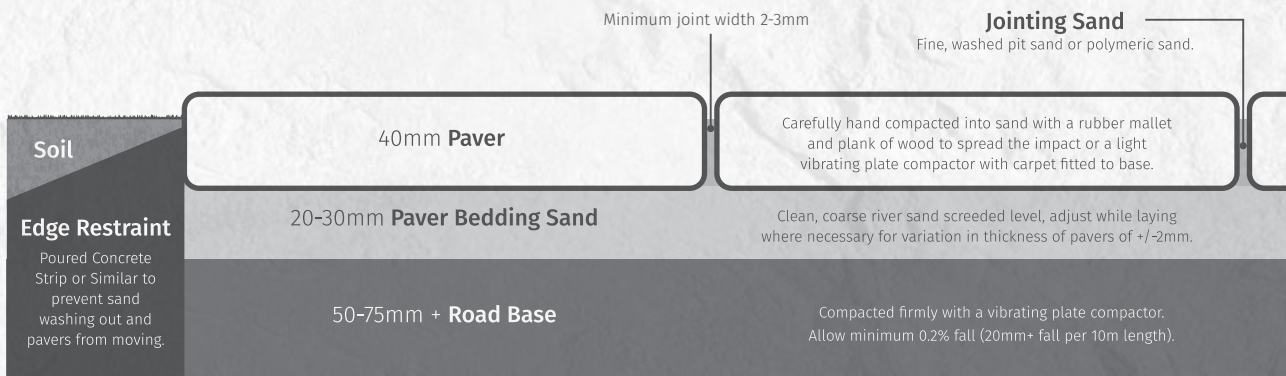 Minimum joint width 2-3mm
Jointing Sand
Fine, washed pit sand or polymeric sand.
Soil
40mm Paver
Carefully hand compacted into sand with a rubber mallet
and plank of wood to spread the impact or a light
vibrating plate compactor with carpet fitted to base.
Edge Restraint
Poured Concrete
Strip or Similar to
prevent sand
washing out and
pavers from moving.
20-30mm Paver Bedding Sand
Clean, coarse river sand screeded level, adjust while laying
where necessary for variation in thickness of pavers of +/-2mm.
50-75mm + Road Base
Compacted firmly with a vibrating plate compactor.
Allow minimum 0.2% fall (20mm+ fall per 10m length).